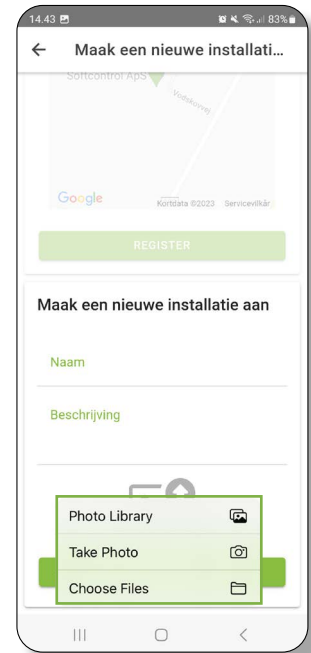 14.43
83%
Maak een nieuwe installati...
Softcontrol ApS
Vodskovvej
Google
Kortdata ©2023 Servicevilkår
REGISTER
Maak een nieuwe installatie aan
Naam
Beschrijving
Photo Library
Take Photo
Choose Files